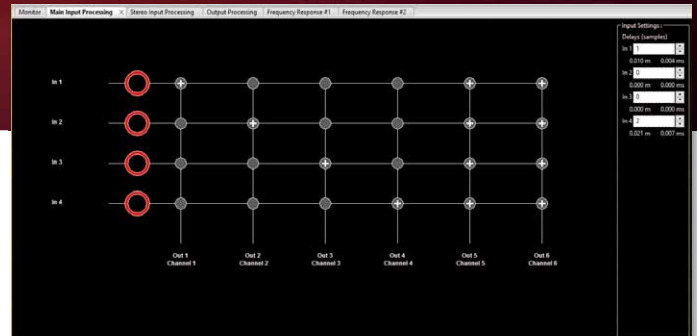 Monitor Main Input Processing × Stereo Input Processing Output Processing Frequency Response #1 Frequency Response #2
Input Settings:
Delays (samples)
In 1 1
0.010 m 0.004 ms
In 2 0
0.000 m 0.000 ms
In 3 0
0.000 m 0.000 ms
In 4 2
0.021 m 0.007 ms
In 1
In 2
In 3
In 4
Out 1 Out 2 Out 3 Out 4 Out 5 Out 6
Channel 1 Channel 2 Channel 3 Channel 4 Channel 5 Channel 6